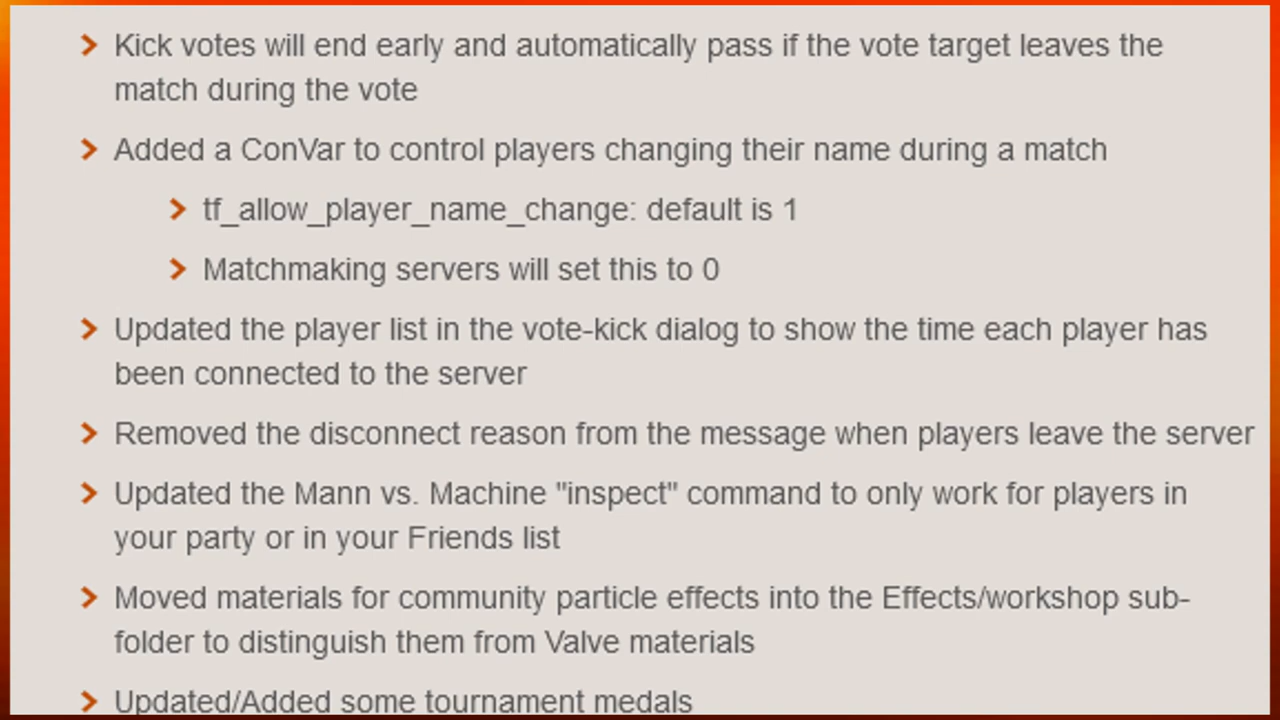 Kick votes will end early and automatically pass if the vote target leaves the
match during the vote
Added a ConVar to control players changing their name during a match
tf_allow_player_name_change: default is 1
Matchmaking servers will set this to 0
Updated the player list in the vote-kick dialog to show the time each player has
been connected to the server
Removed the disconnect reason from the message when players leave the server
Updated the Mann vs. Machine "inspect" command to only work for players in
your party or in your Friends list
Moved materials for community particle effects into the Effects/workshop sub-
folder to distinguish them from Valve materials
Updated/Added some tournament medals